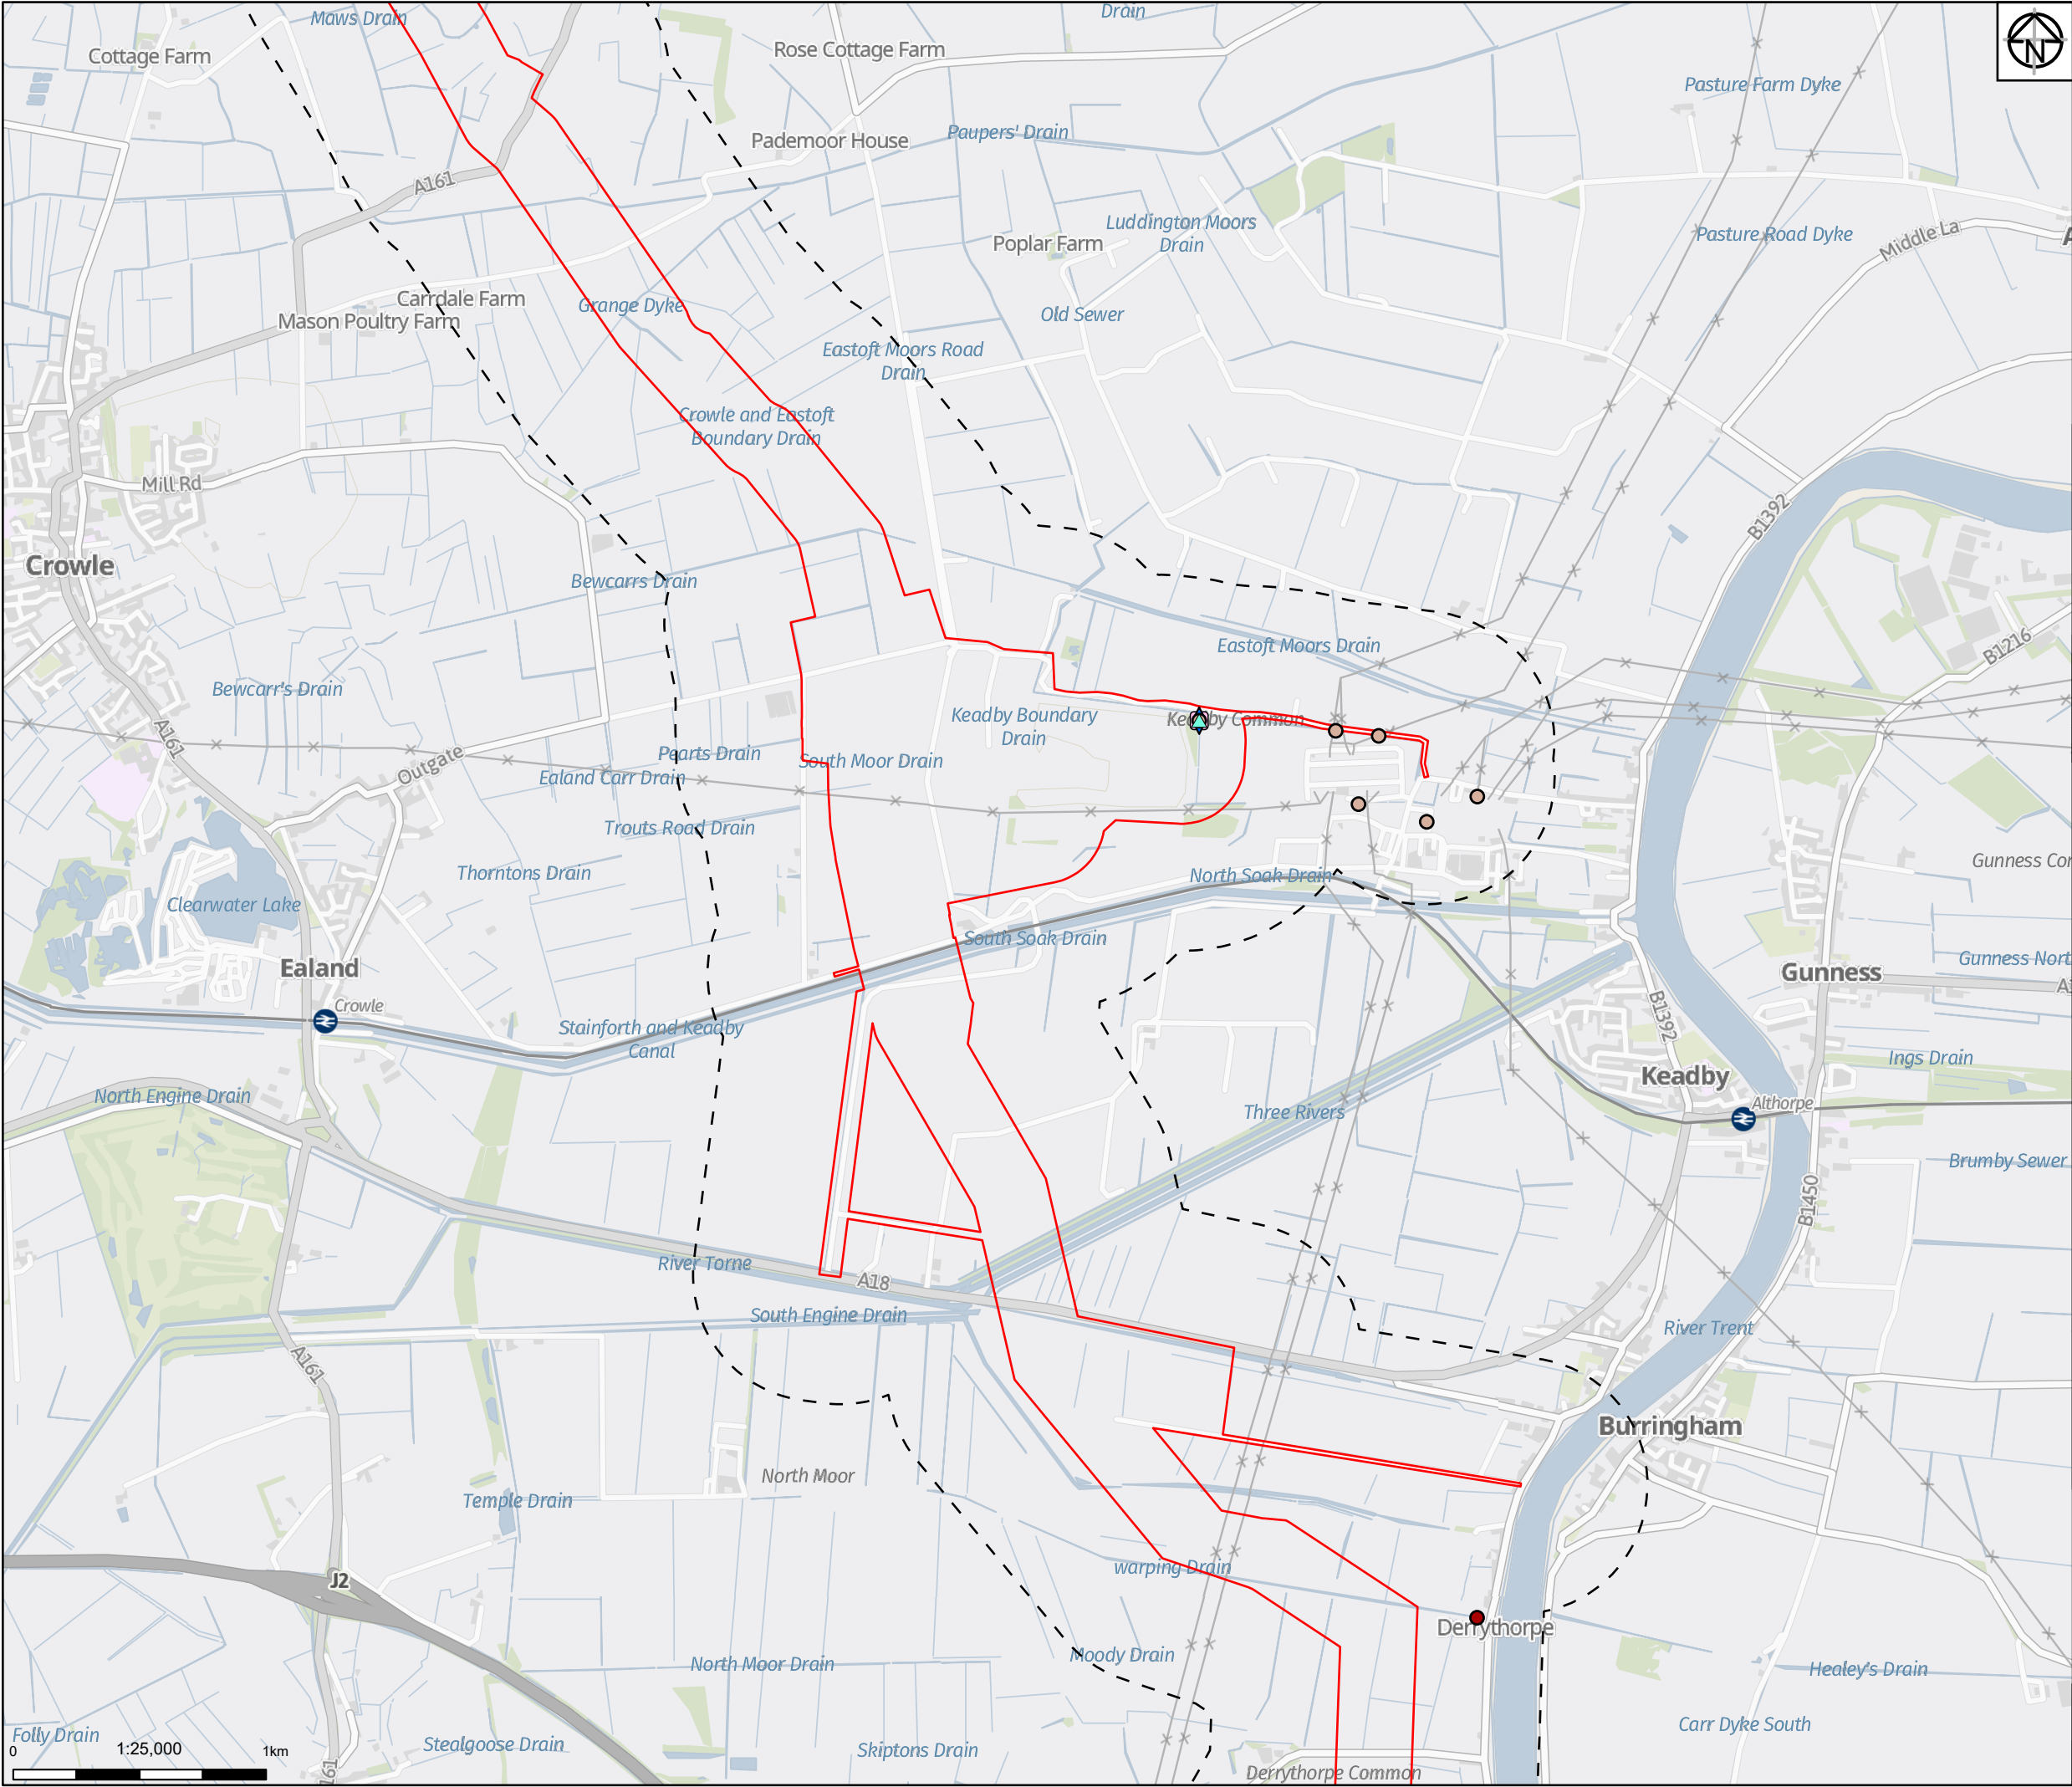 Maws Drain
Drain
Cottage Farm
Rose Cottage Farm
N
Pasture Farm Dyke
Paupers' Drain
Pademoor House
A161
Luddington Moors
Drain
Pasture Road Dyke
Middle La
Poplar Farm
Carrdale Farm
Grange Dyke
Mason Poultry Farm
Old Sewer
Eastoft Moors Road
Drain
Crowle and Eastoft
Boundary Drain
Mill Rd
B1392
Crowle
Bewcarrs Drain
Eastoft Moors Drain
B1216
Bewcarr's Drain
Keadby Boundary
Drain
Keadby Common
A161
Outgate
Pearts Drain
South Moor Drain
Ealand Carr Drain
Trouts Road Drain
Thorntons Drain
North Soak Drain
Gunness Cor
Clearwater Lake
South Soak Drain
Ealand
Gunness
Gunness Nort
Crowle
B1392
Stainforth and Keadby
Canal
Ings Drain
Keadby
North Engine Drain
Althorpe
Three Rivers
Brumby Sewer
B1450
River Torne
A18
South Engine Drain
River Trent
A161
Burringham
North Moor
Temple Drain
warping Drain
J2
Derrythorpe
Moody Drain
North Moor Drain
Healey's Drain
Folly Drain
Stealgoose Drain
Skiptons Drain
Carr Dyke South
0 1:25,000 1km
Derrythorpe Common
161